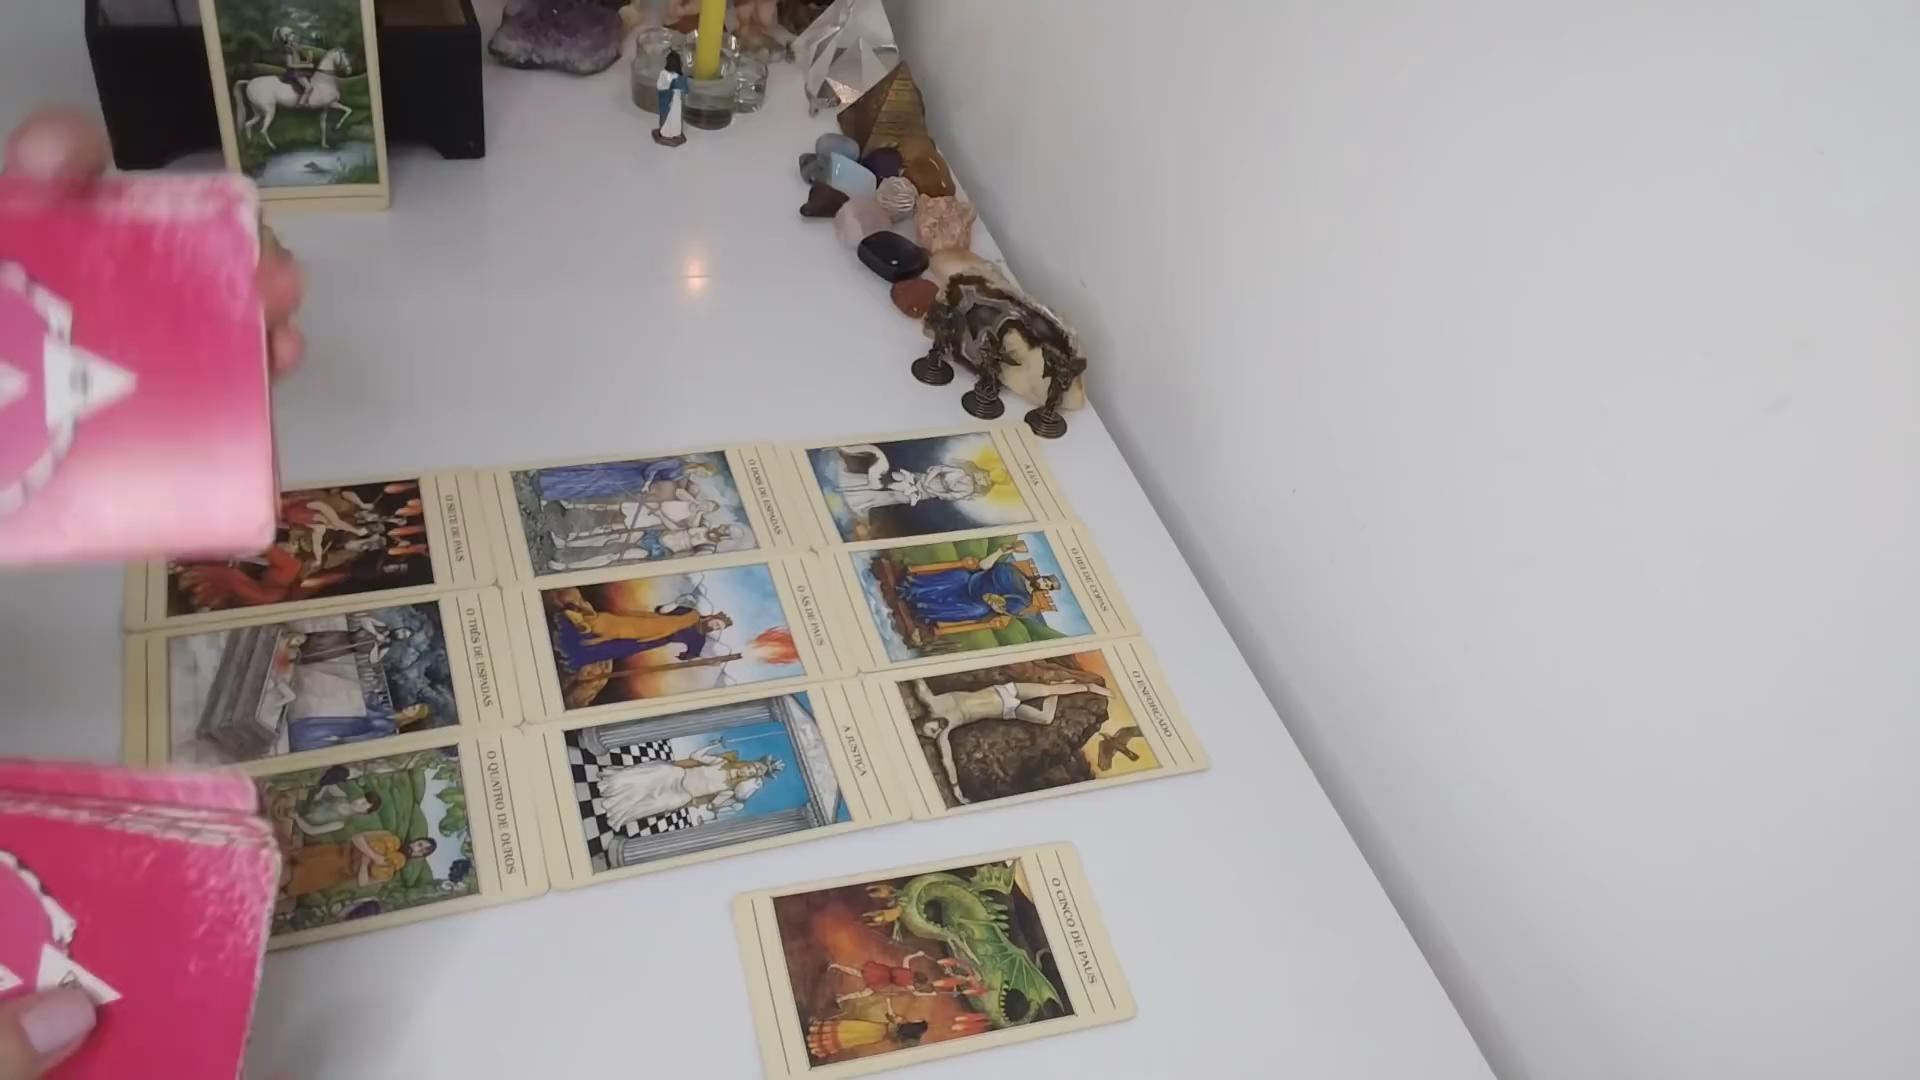 A LUA
O DOIS DE ESPADAS
O SETE DE PAUS
O REI DE COPAS
O ÁS DE PAUS
O TRÊS DE ESPADAS
O ENFORCADO
A JUSTIÇA
O QUATRO DE OUROS
O CINCO DE PAUS